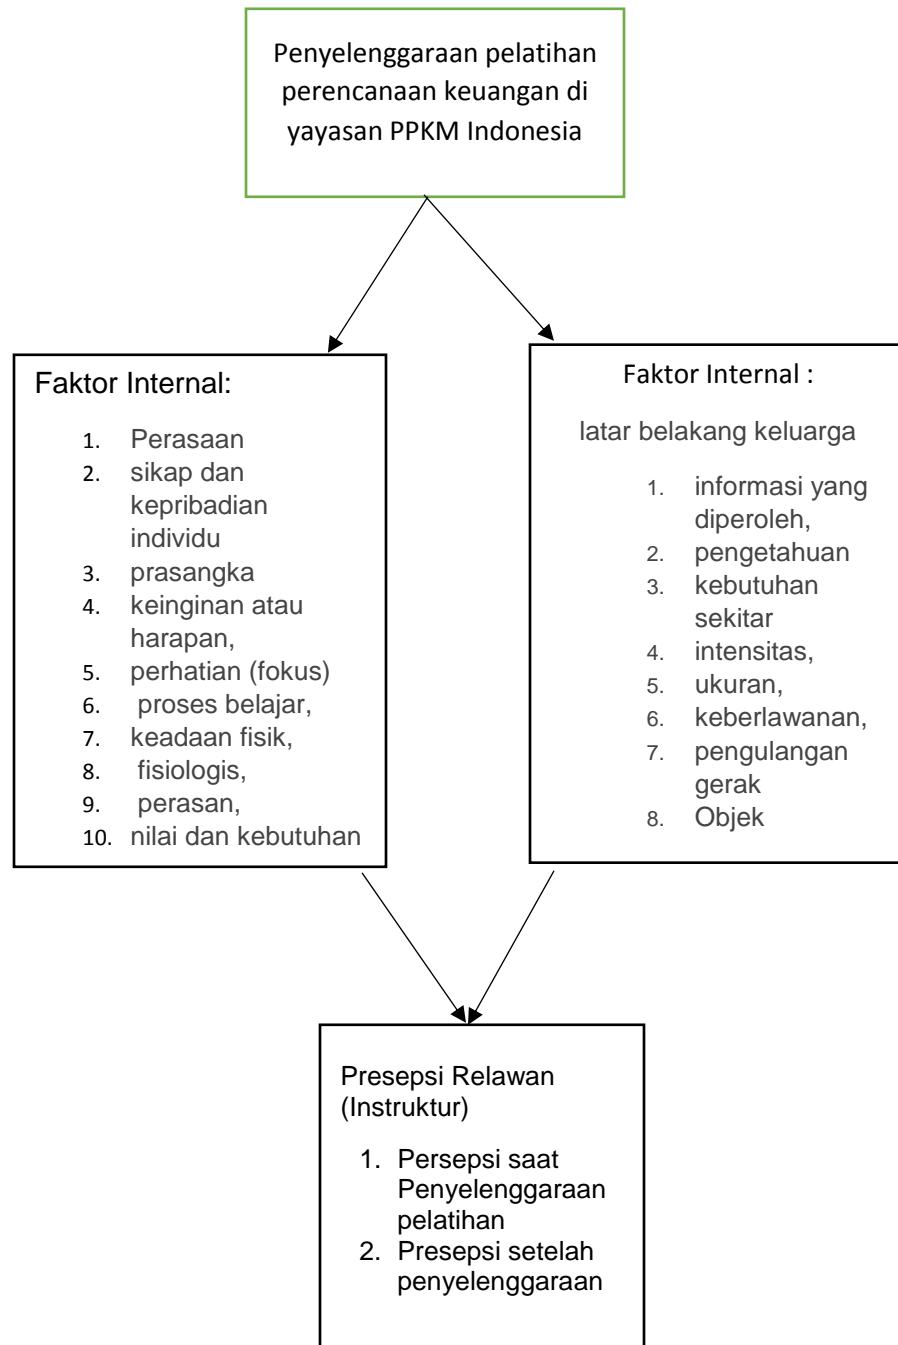 Penyelenggaraan pelatihan
perencanaan keuangan di
yayasan PPKM Indonesia
Faktor Internal:
1. Perasaan
2. sikap dan
kepribadian
individu
3. prasangka
4. keinginan atau
harapan,
5. perhatian (fokus)
6. proses belajar,
7. keadaan fisik,
8. fisiologis,
9. perasan,
10. nilai dan kebutuhan
Faktor Internal :
latar belakang keluarga
1. informasi yang
diperoleh,
2. pengetahuan
3. kebutuhan
sekitar
4. intensitas,
5. ukuran,
6. keberlawanan,
7. pengulangan
gerak
8. Objek
Presepsi Relawan
(Instruktur)
1. Persepsi saat
Penyelenggaraan
pelatihan
2. Presepsi setelah
penyelenggaraan